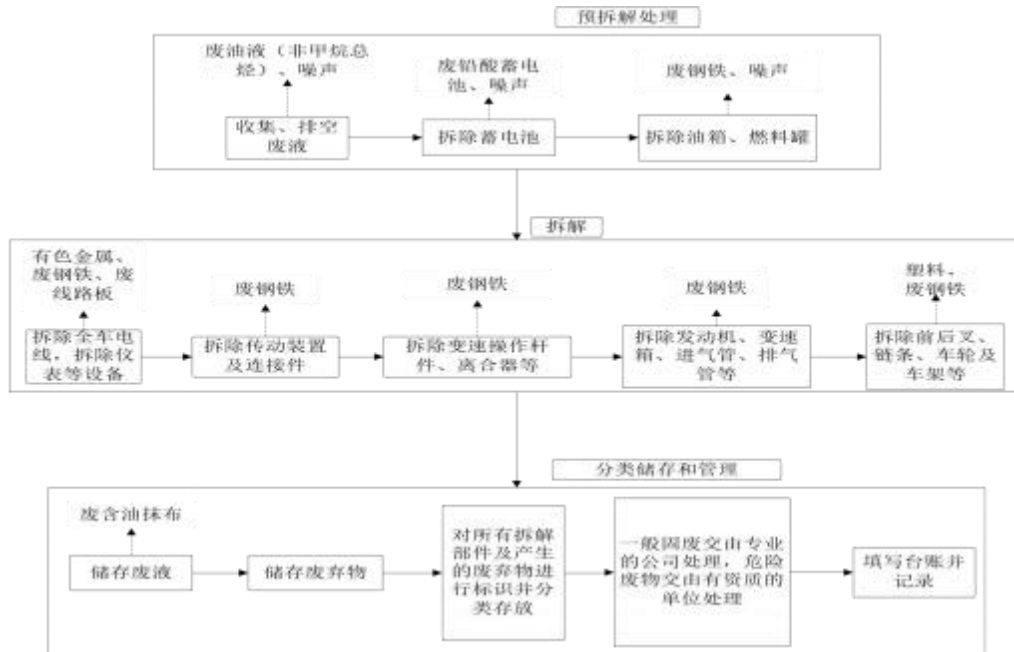 预拆解处理
废油液（非甲烷总
烃）、噪声
废铅酸蓄电
池、噪声
废钢铁、噪声
收集、排空
废液
拆除蓄电池
拆除油箱、燃料罐
拆解
有色金属、
废钢铁、废
线路板
废钢铁
废钢铁
废钢铁
塑料、
废钢铁
拆除全车电
线，拆除仪
表等设备
拆除传动装置
及连接件
拆除变速操作杆
件、离合器等
拆除发动机、变速
箱、进气管、排气
管等
拆除前后叉、
链条、车轮及
车架等
分类储存和管理
废含油抹布
储存废液
储存废弃物
对所有拆解
部件及产生
的废弃物进
行标识并分
类存放
一般固废交由专业
的公司处理，危险
废物交由有资质的
单位处理
填写台账并
记录